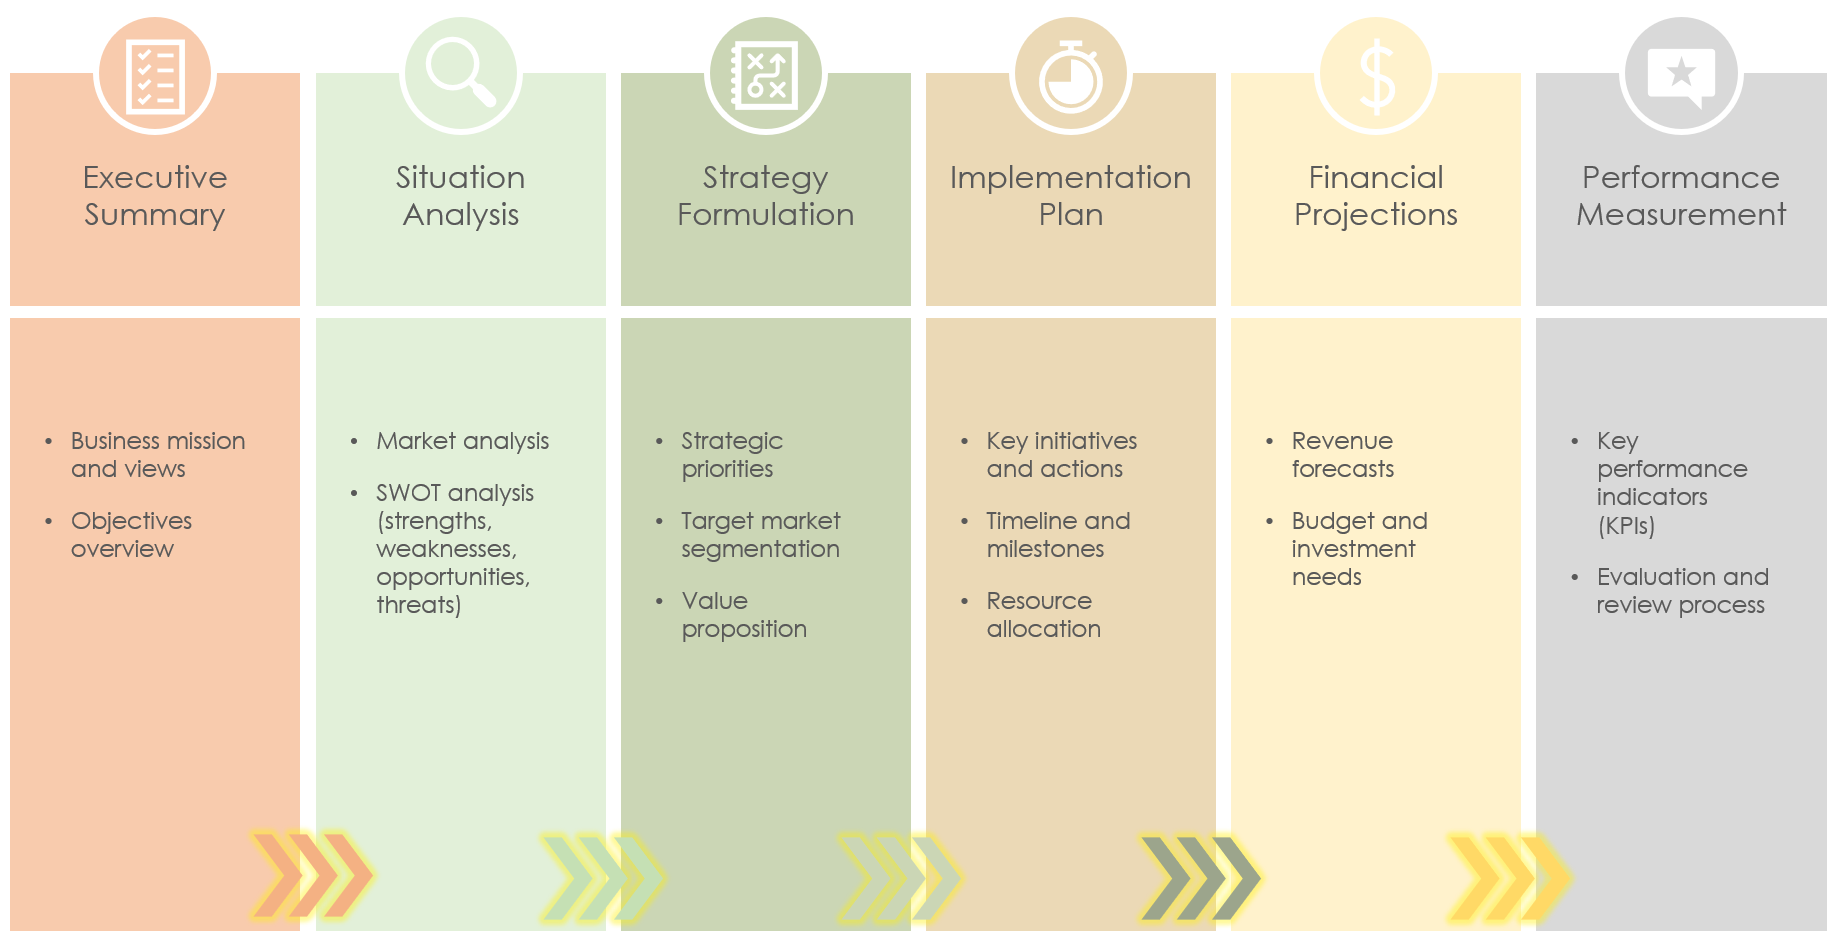 Executive
Summary
Situation
Analysis
Strategy
Formulation
Implementation
Plan
Financial
Projections
Performance
Measurement
• Business mission
and views
• Objectives
overview
• Market analysis
• SWOT analysis
(strengths,
weaknesses,
opportunities,
threats)
• Strategic
priorities
• Target market
segmentation
• Value
proposition
• Key initiatives
and actions
• Timeline and
milestones
• Resource
allocation
• Revenue
forecasts
• Budget and
investment
needs
• Key
performance
indicators
(KPIs)
• Evaluation and
review process